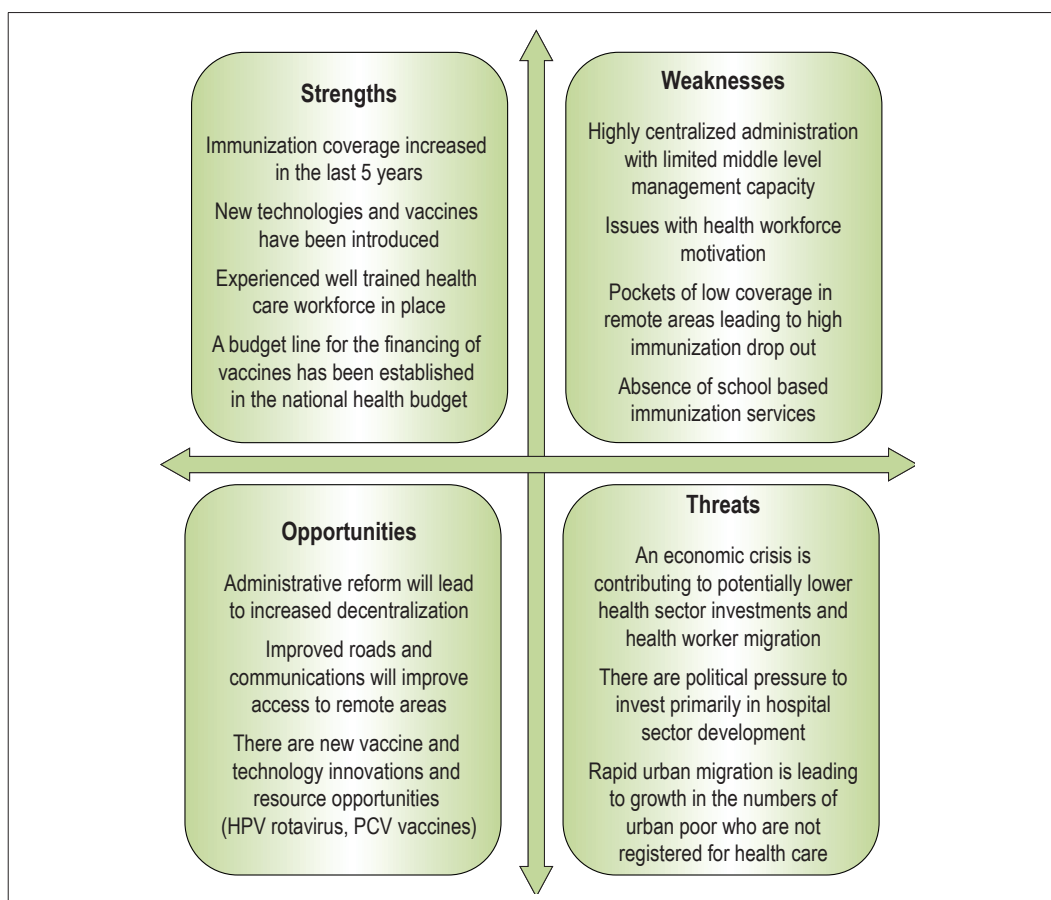 Strengths
Immunization coverage increased
in the last 5 years
New technologies and vaccines
have been introduced
Experienced well trained health
care workforce in place
A budget line for the financing of
vaccines has been established
in the national health budget
Weaknesses
Highly centralized administration
with limited middle level
management capacity
Issues with health workforce
motivation
Pockets of low coverage in
remote areas leading to high
immunization drop out
Absence of school based
immunization services
Opportunities
Administrative reform will lead
to increased decentralization
Improved roads and
communications will improve
access to remote areas
There are new vaccine and
technology innovations and
resource opportunities
(HPV rotavirus, PCV vaccines)
Threats
An economic crisis is
contributing to potentially lower
health sector investments and
health worker migration
There are political pressure to
invest primarily in hospital
sector development
Rapid urban migration is leading
to growth in the numbers of
urban poor who are not
registered for health care